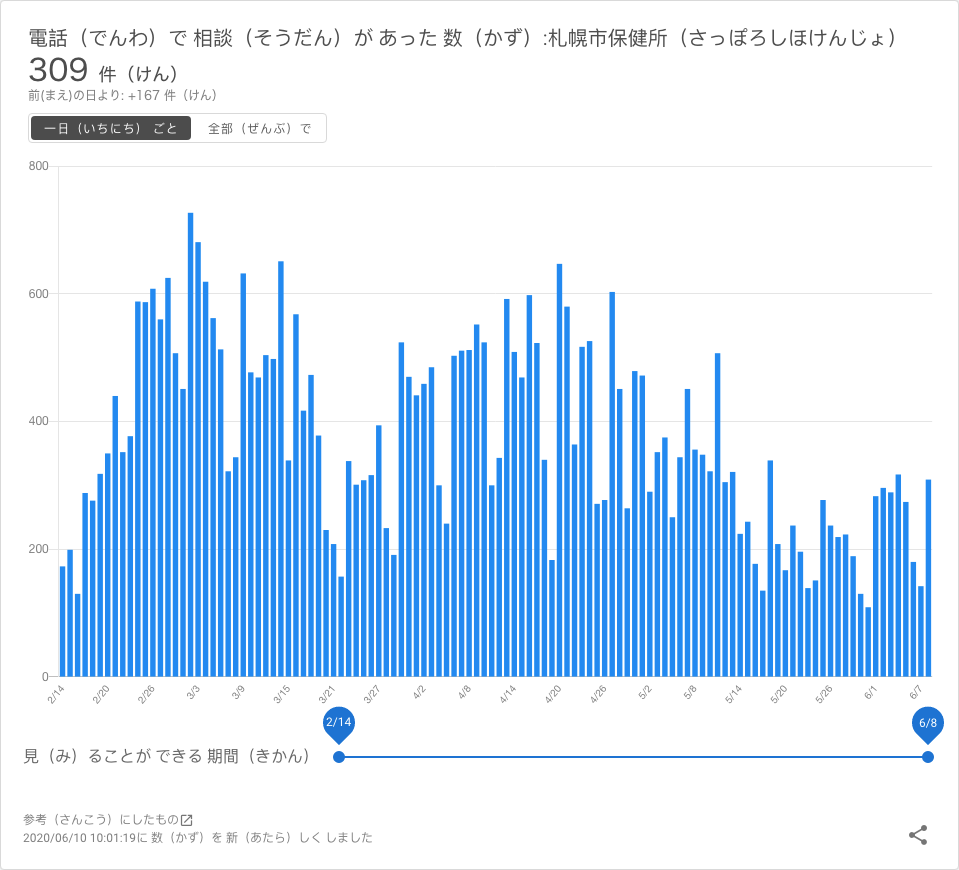 電話（でんわ）で 相談（そうだん）が あった 数（かず）:札幌市保健所（さっぽろしほけんじょ）
309 件（けん）
前(まえ)の日より: +167 件（けん）
一日（いちにち） ごと 全部（ぜんぶ）で
800
600
400
200
0
2/14 2/20 2/26 3/3 3/9 3/15 3/21 3/27 4/2 4/8 4/14 4/20 4/26 5/2 5/8 5/14 5/20 5/26 6/1 6/7
2/14 6/8
見（み）ることが できる 期間（きかん）
参考（さんこう）にしたもの
2020/06/10 10:01:19に 数（かず）を 新（あたら）しく しました